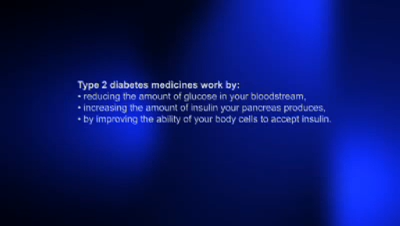 Type 2 diabetes medicines work by:
• reducing the amount of glucose in your bloodstream,
• increasing the amount of insulin your pancreas produces,
• by improving the ability of your body cells to accept insulin.